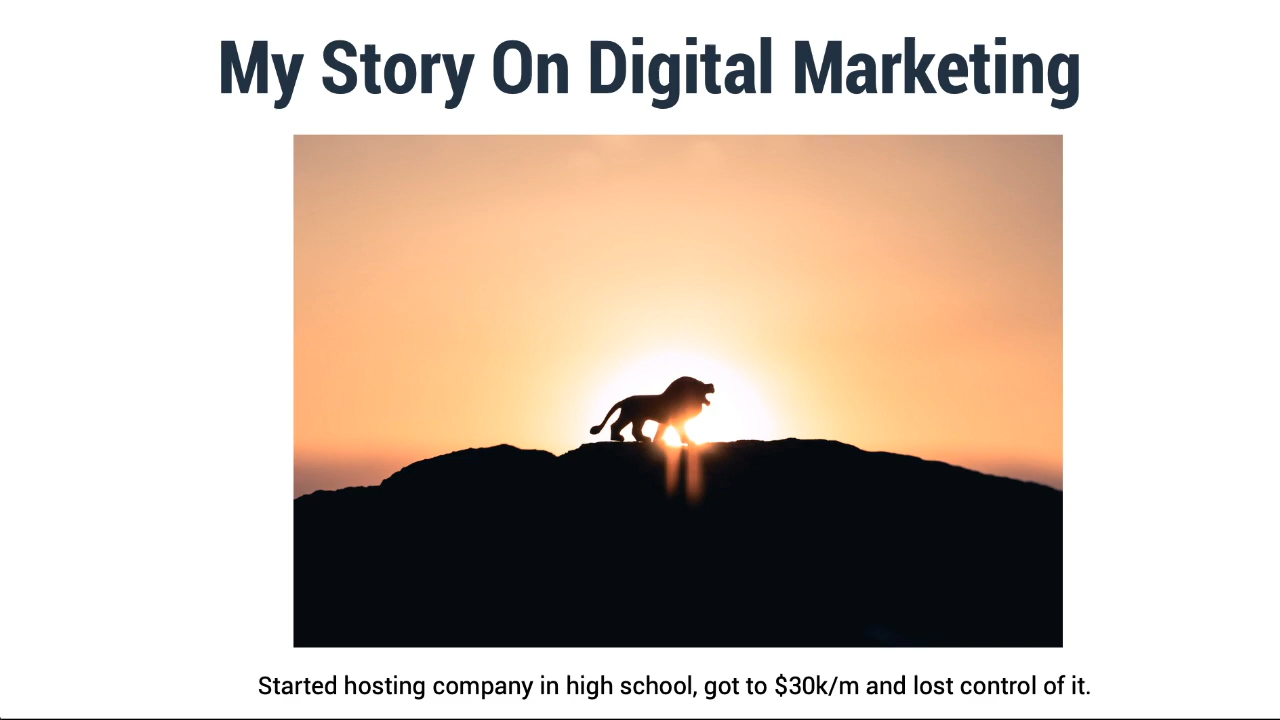 My Story On Digital Marketing
Started hosting company in high school, got to $30k/m and lost control of it.